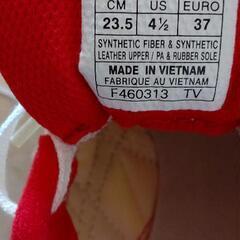 CM US EURO
23.5 4½ 37
SYNTHETIC FIBER & SYNTHETIC
LEATHER UPPER / PA & RUBBER SOLE
MADE IN VIETNAM
FABRIQUE AU VIETNAM
F460313 TV